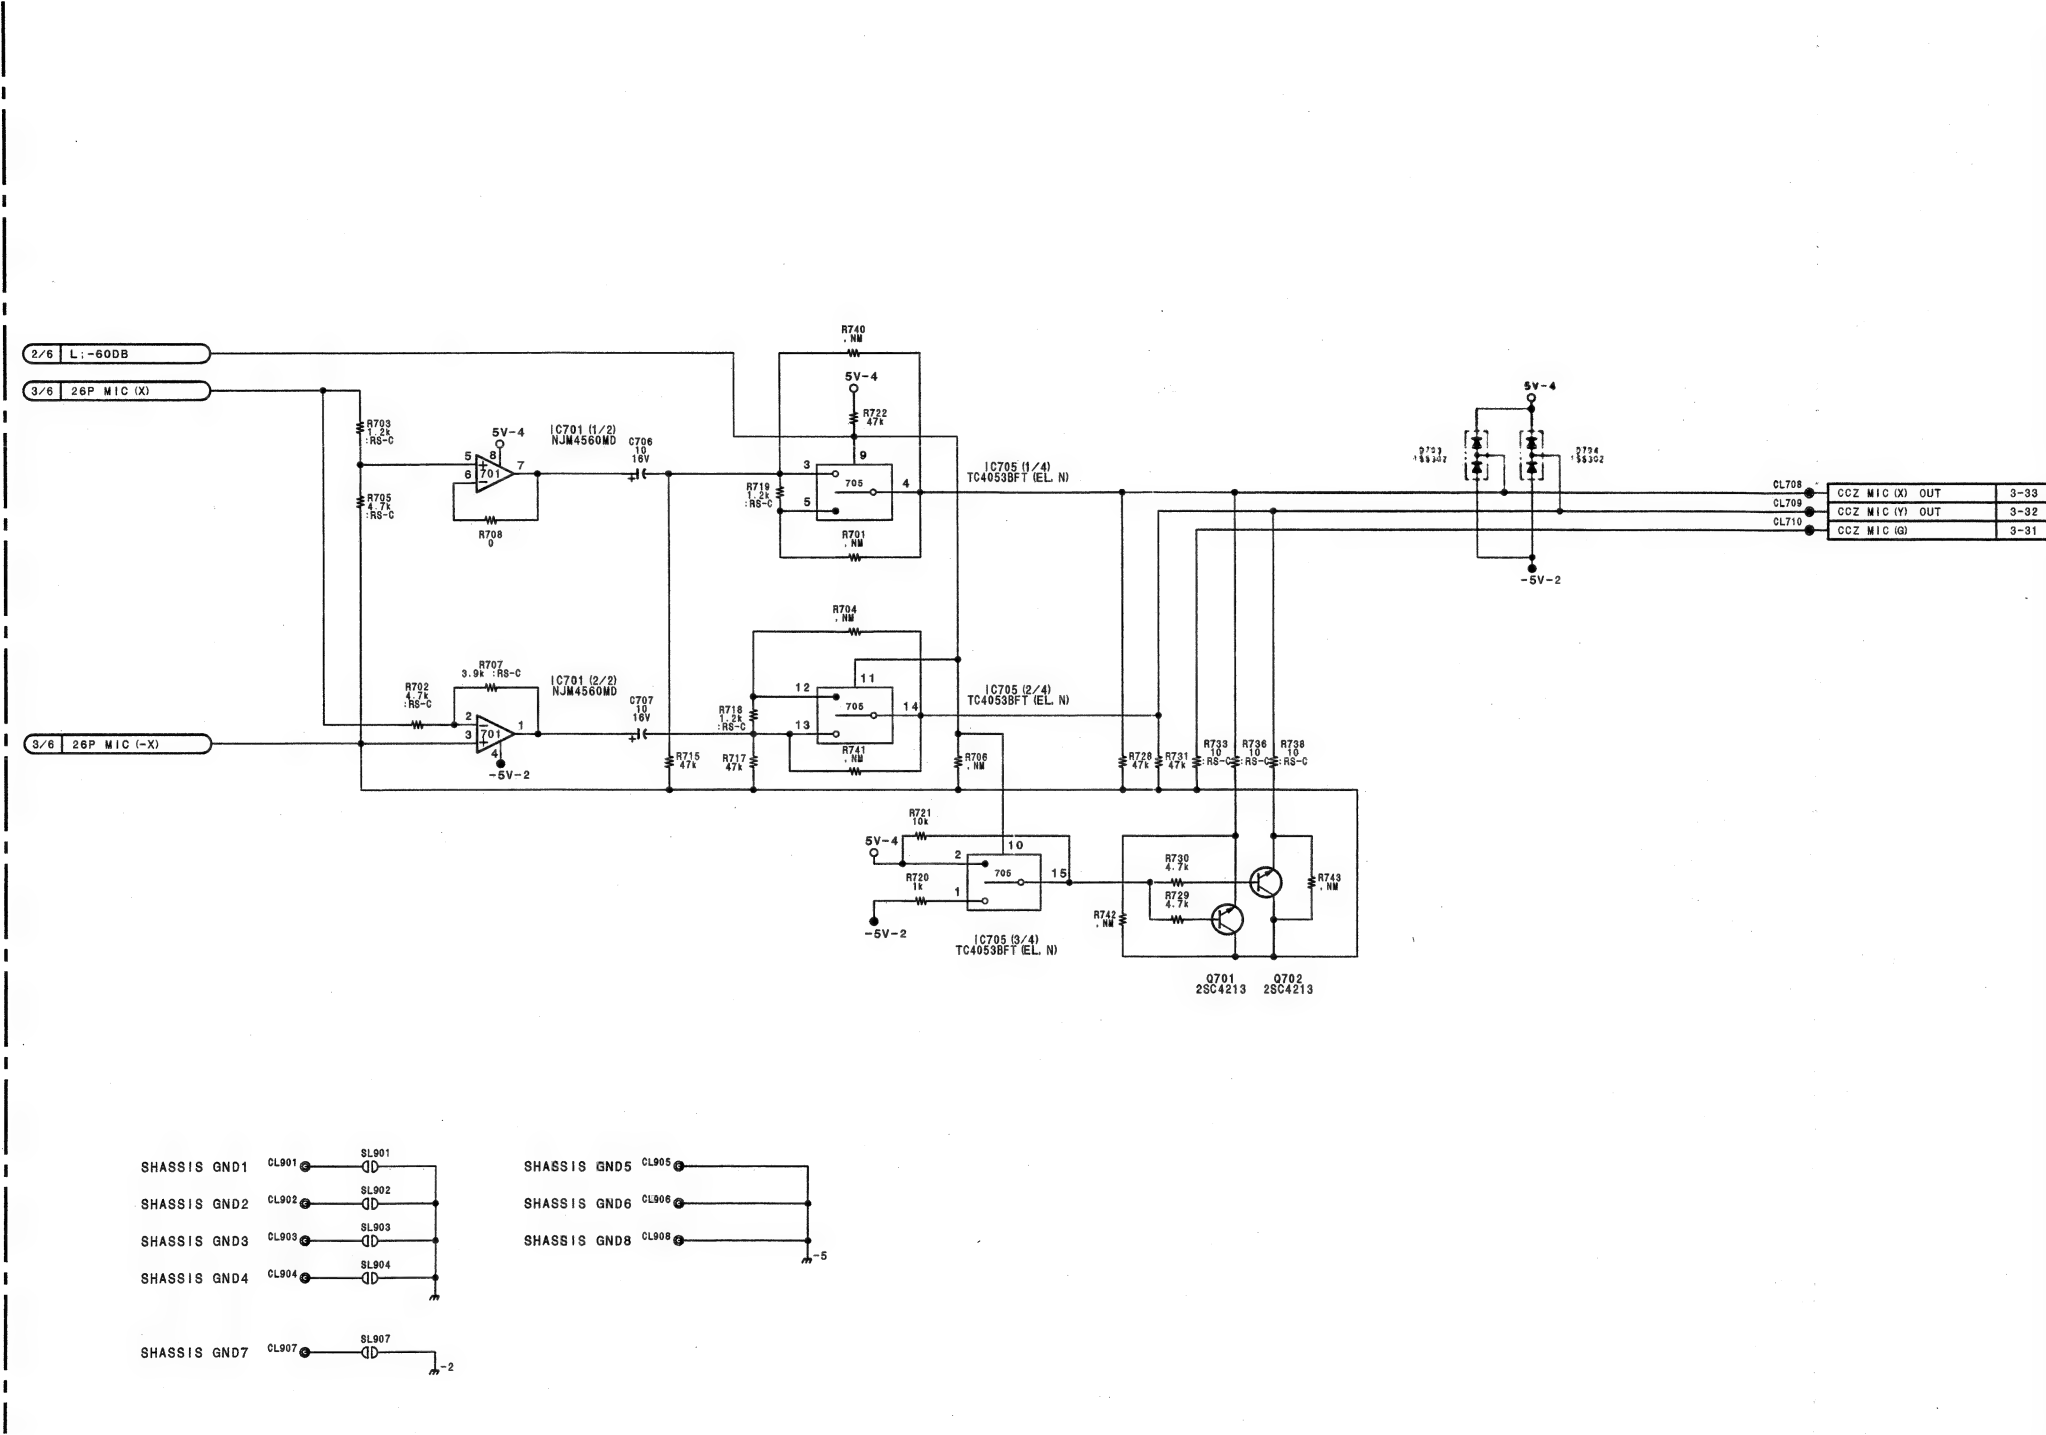 2/6 L;-60DB
3/6 26P MIC (X)
3/6 26P MIC (-X)
R703
1.2k
:RS-C
R705
4.7k
:RS-C
5V-4
5
6
8
7
701
R708
0
IC701 (1/2)
NJM4560MD
C706
10
16V
R702
4.7k
:RS-C
R707
3.9k :RS-C
2
3
1
4
701
-5V-2
IC701 (2/2)
NJM4560MD
C707
10
16V
R715
47k
R740
. NM
5V-4
R722
47k
9
3
4
5
705
R719
1.2k
:RS-C
R701
. NM
IC705 (1/4)
TC4053BFT (EL, N)
R704
. NM
11
12
14
13
705
R718
1.2k
:RS-C
R741
. NM
R717
47k
IC705 (2/4)
TC4053BFT (EL, N)
R706
. NM
R721
10k
5V-4
2
10
15
1
705
R720
1k
-5V-2
IC705 (3/4)
TC4053BFT (EL, N)
R728
47k
R731
47k
R733
10
:RS-C
R736
10
:RS-C
R738
10
:RS-C
R730
4.7k
R729
4.7k
R742
. NM
R743
. NM
Q701
2SC4213
Q702
2SC4213
5V-4
D704
1SS302
-5V-2
CL708
CCZ MIC (X) OUT 3-33
CL709
CCZ MIC (Y) OUT 3-32
CL710
CCZ MIC (G) 3-31
SHASSIS GND1 CL901 SL901
SHASSIS GND2 CL902 SL902
SHASSIS GND3 CL903 SL903
SHASSIS GND4 CL904 SL904
SHASSIS GND7 CL907 SL907
-2
SHASSIS GND5 CL905
SHASSIS GND6 CL906
SHASSIS GND8 CL908
-5